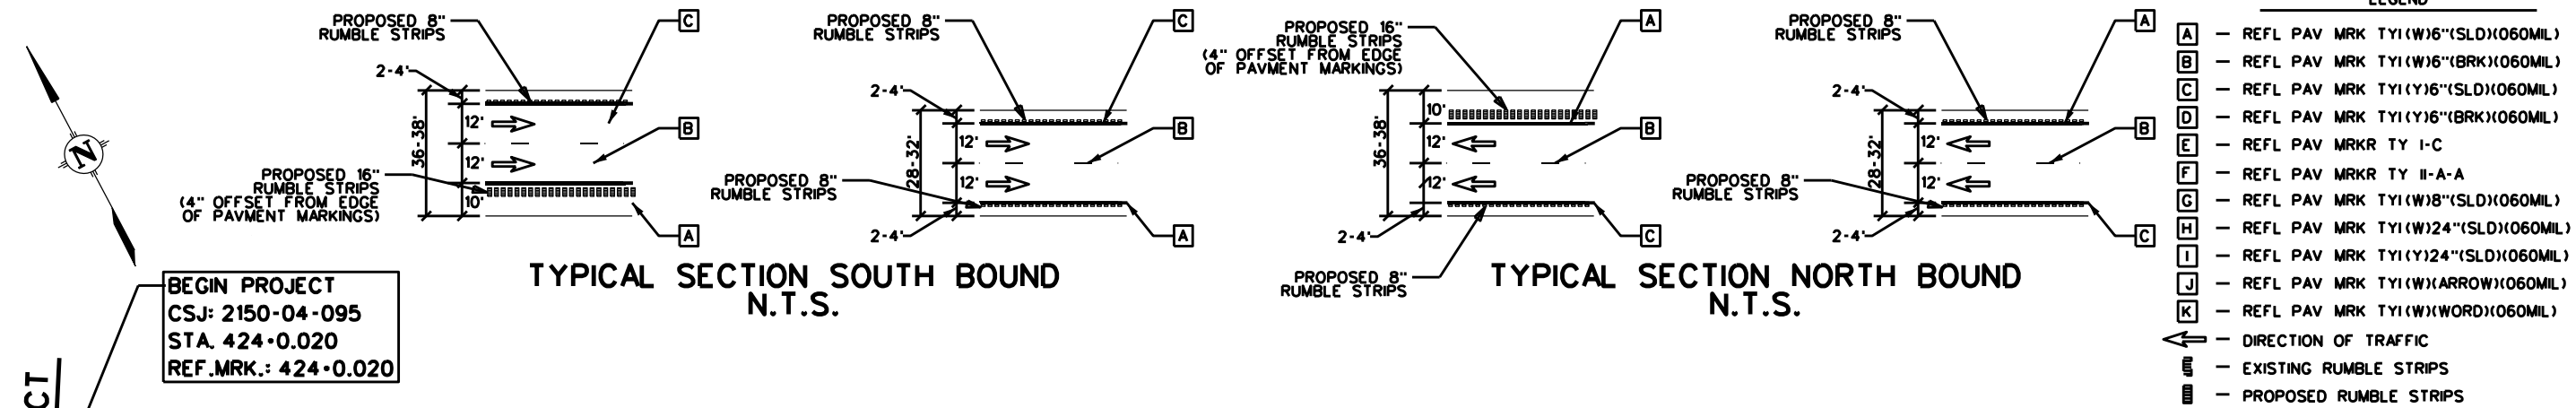 PROPOSED 8"
RUMBLE STRIPS
C
2-4'
36-38'
12'
12'
10'
B
PROPOSED 16"
RUMBLE STRIPS
(4" OFFSET FROM EDGE
OF PAVMENT MARKINGS)
A
PROPOSED 8"
RUMBLE STRIPS
C
2-4'
28-32'
12'
12'
B
PROPOSED 8"
RUMBLE STRIPS
2-4'
A
TYPICAL SECTION SOUTH BOUND
N.T.S.
PROPOSED 16"
RUMBLE STRIPS
(4" OFFSET FROM EDGE
OF PAVMENT MARKINGS)
A
36-38'
10'
12'
12'
B
2-4'
C
PROPOSED 8"
RUMBLE STRIPS
PROPOSED 8"
RUMBLE STRIPS
A
2-4'
28-32'
12'
12'
B
PROPOSED 8"
RUMBLE STRIPS
2-4'
C
TYPICAL SECTION NORTH BOUND
N.T.S.
N
BEGIN PROJECT
CSJ: 2150-04-095
STA. 424+0.020
REF.MRK.: 424+0.020
CT
LEGEND
A - REFL PAV MRK TYI(W)6"(SLD)(060MIL)
B - REFL PAV MRK TYI(W)6"(BRK)(060MIL)
C - REFL PAV MRK TYI(Y)6"(SLD)(060MIL)
D - REFL PAV MRK TYI(Y)6"(BRK)(060MIL)
E - REFL PAV MRKR TY I-C
F - REFL PAV MRKR TY II-A-A
G - REFL PAV MRK TYI(W)8"(SLD)(060MIL)
H - REFL PAV MRK TYI(W)24"(SLD)(060MIL)
I - REFL PAV MRK TYI(Y)24"(SLD)(060MIL)
J - REFL PAV MRK TYI(W)(ARROW)(060MIL)
K - REFL PAV MRK TYI(W)(WORD)(060MIL)
- DIRECTION OF TRAFFIC
- EXISTING RUMBLE STRIPS
- PROPOSED RUMBLE STRIPS